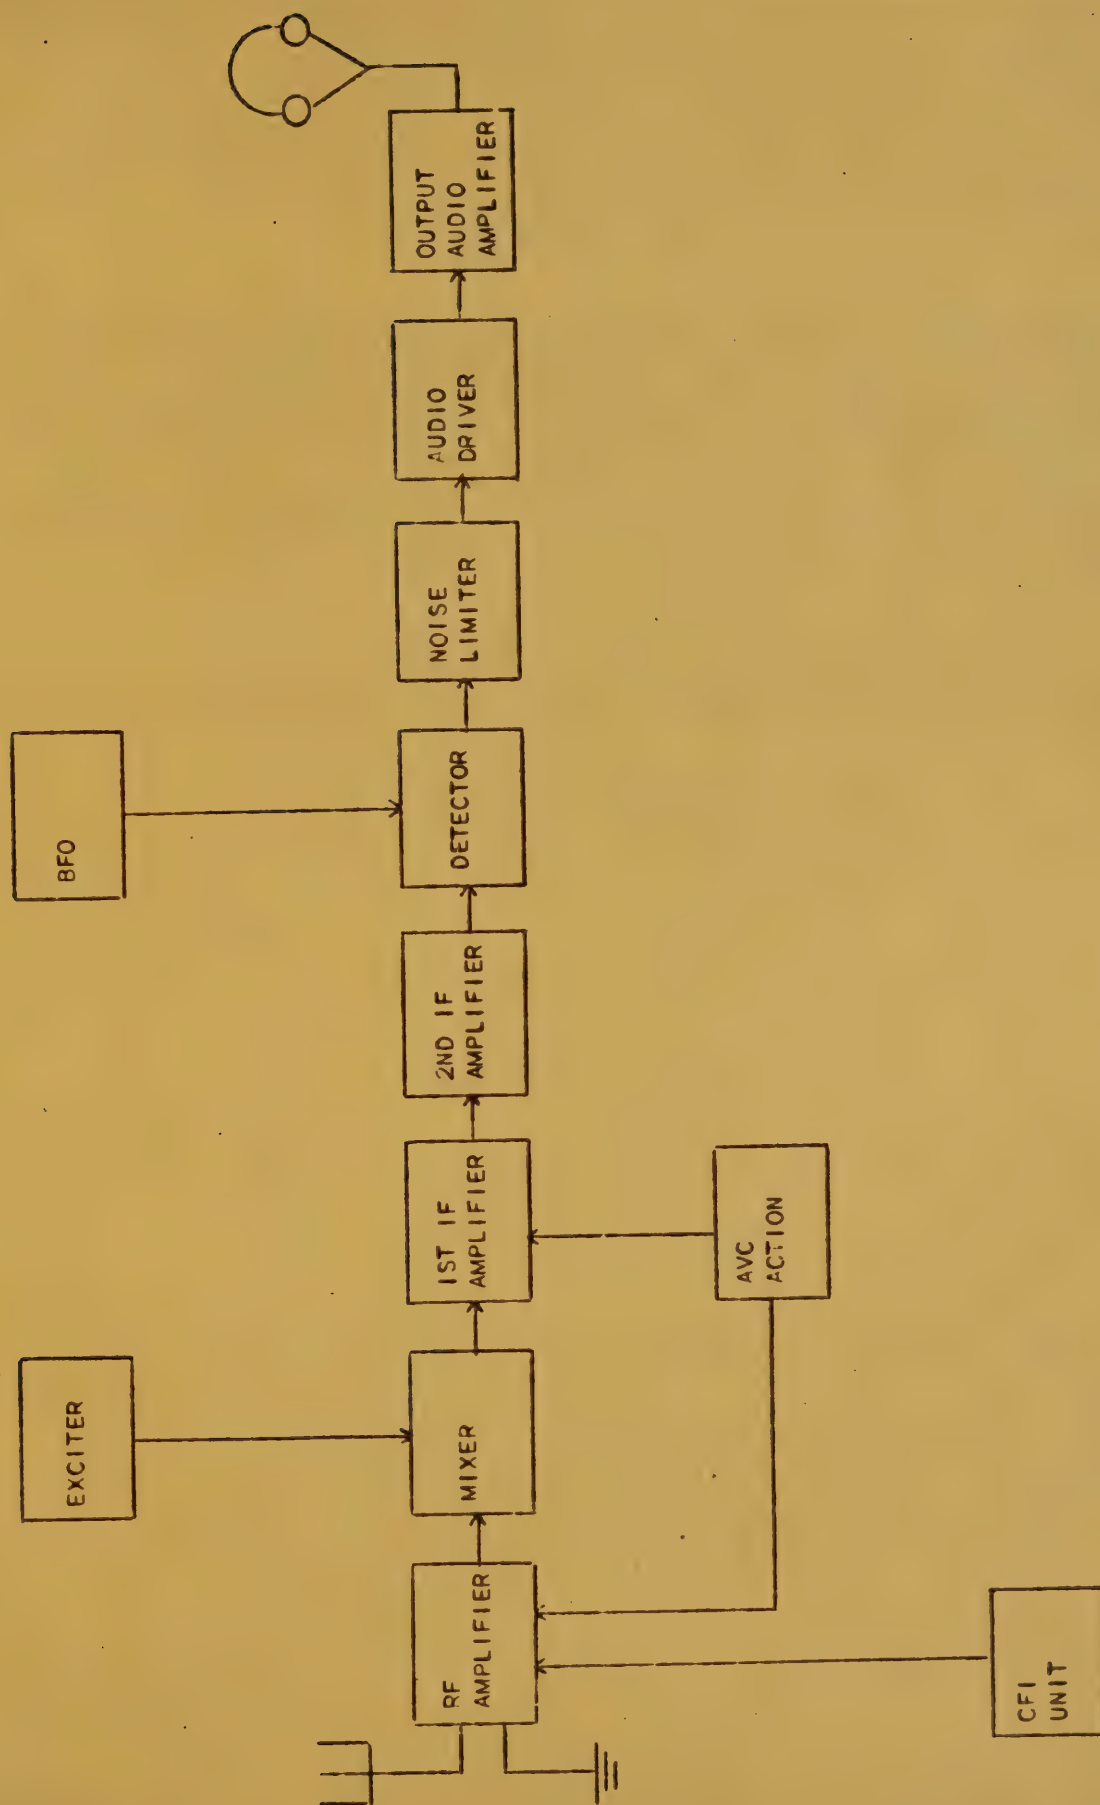 EXCITER
BFO
RF
AMPLIFIER
MIXER
1ST IF
AMPLIFIER
2ND IF
AMPLIFIER
DETECTOR
NOISE
LIMITER
AUDIO
DRIVER
OUTPUT
AUDIO
AMPLIFIER
AVC
ACTION
CFI
UNIT